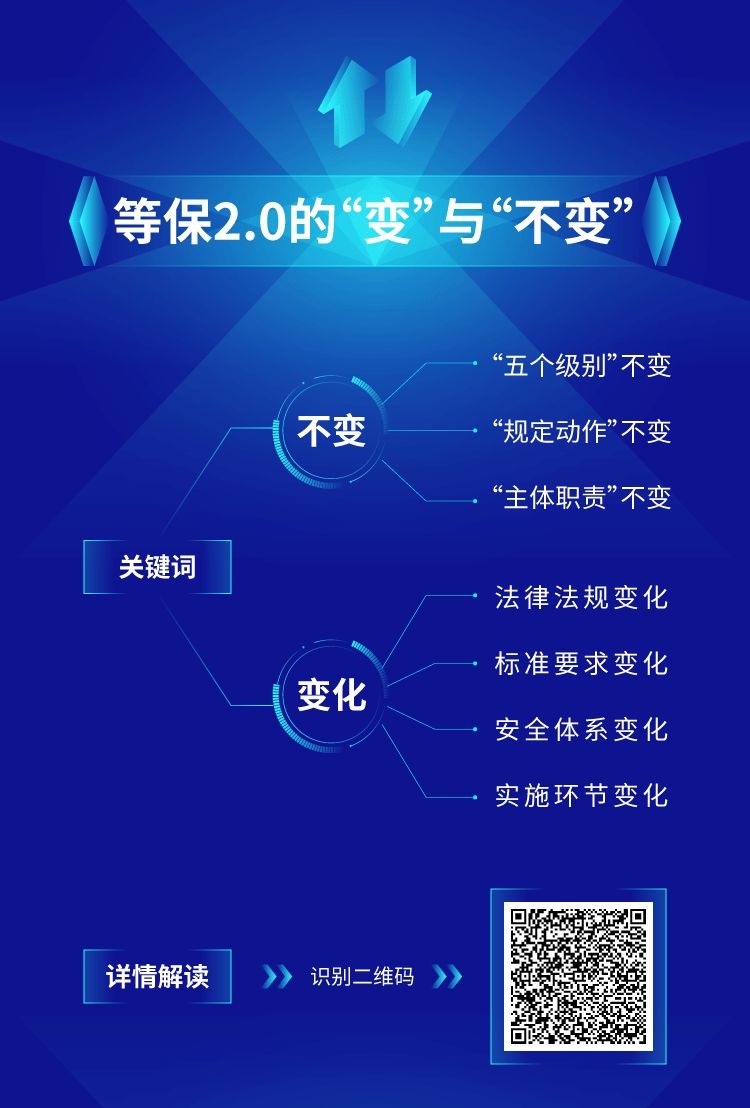 等保2.0的“变”与“不变”
不变
“五个级别”不变
“规定动作”不变
“主体职责”不变
关键词
变化
法律法规变化
标准要求变化
安全体系变化
实施环节变化
详情解读
识别二维码